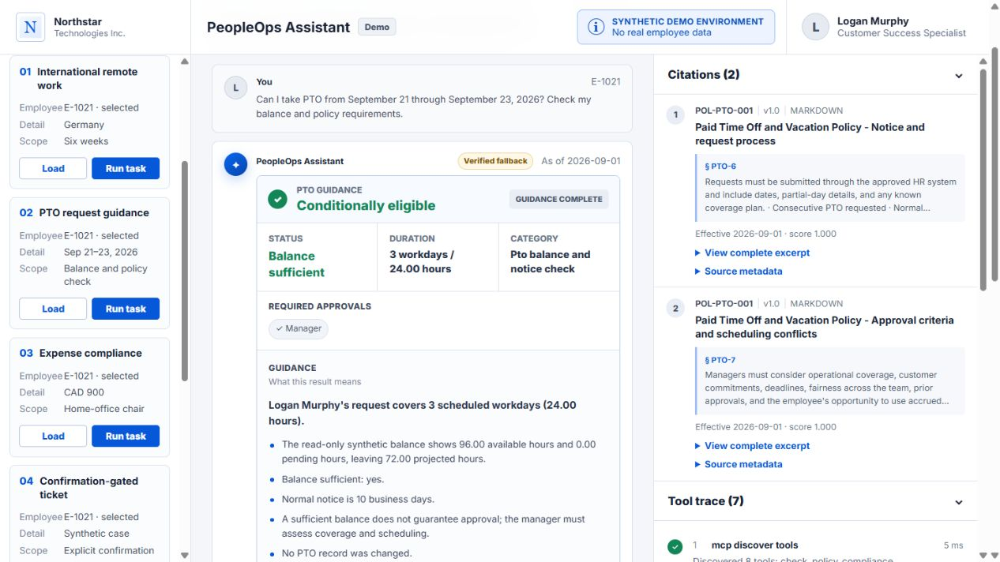 N
Northstar
Technologies Inc.
PeopleOps Assistant
Demo
SYNTHETIC DEMO ENVIRONMENT
No real employee data
L
Logan Murphy
Customer Success Specialist
01 International remote
work
Employee E-1021 · selected
Detail Germany
Scope Six weeks
Load
Run task
02 PTO request guidance
Employee E-1021 · selected
Detail Sep 21–23, 2026
Scope Balance and policy
check
Load
Run task
03 Expense compliance
Employee E-1021 · selected
Detail CAD 900
Scope Home-office chair
Load
Run task
04 Confirmation-gated
ticket
Employee E-1021 · selected
Detail Synthetic case
Scope Explicit confirmation
L
You
E-1021
Can I take PTO from September 21 through September 23, 2026? Check my
balance and policy requirements.
PeopleOps Assistant
Verified fallback
As of 2026-09-01
PTO GUIDANCE
Conditionally eligible
GUIDANCE COMPLETE
STATUS
Balance
sufficient
DURATION
3 workdays /
24.00 hours
CATEGORY
Pto balance and
notice check
REQUIRED APPROVALS
✓ Manager
GUIDANCE
What this result means
Logan Murphy's request covers 3 scheduled workdays (24.00
hours).
The read-only synthetic balance shows 96.00 available hours and 0.00
pending hours, leaving 72.00 projected hours.
Balance sufficient: yes.
Normal notice is 10 business days.
A sufficient balance does not guarantee approval; the manager must
assess coverage and scheduling.
No PTO record was changed.
Citations (2)
1
POL-PTO-001 v1.0 MARKDOWN
Paid Time Off and Vacation Policy - Notice and
request process
§ PTO-6
Requests must be submitted through the approved HR system
and include dates, partial-day details, and any known
coverage plan. · Consecutive PTO requested · Normal...
Effective 2026-09-01 · score 1.000
View complete excerpt
Source metadata
2
POL-PTO-001 v1.0 MARKDOWN
Paid Time Off and Vacation Policy - Approval criteria
and scheduling conflicts
§ PTO-7
Managers must consider operational coverage, customer
commitments, deadlines, fairness across the team, prior
approvals, and the employee's opportunity to use accrued...
Effective 2026-09-01 · score 1.000
View complete excerpt
Source metadata
Tool trace (7)
1 mcp discover tools
5 ms
Discovered 8 tools: check_policy_compliance